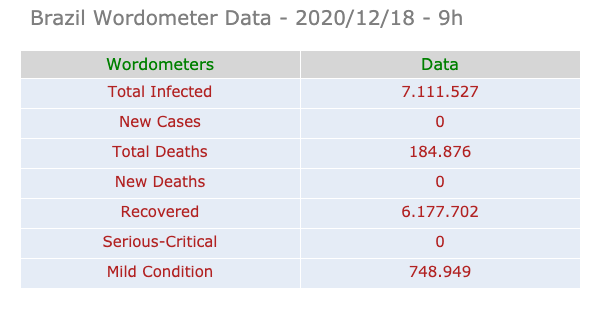 Brazil Wordometer Data - 2020/12/18 - 9h
Wordometers Data
Total Infected 7.111.527
New Cases 0
Total Deaths 184.876
New Deaths 0
Recovered 6.177.702
Serious-Critical 0
Mild Condition 748.949